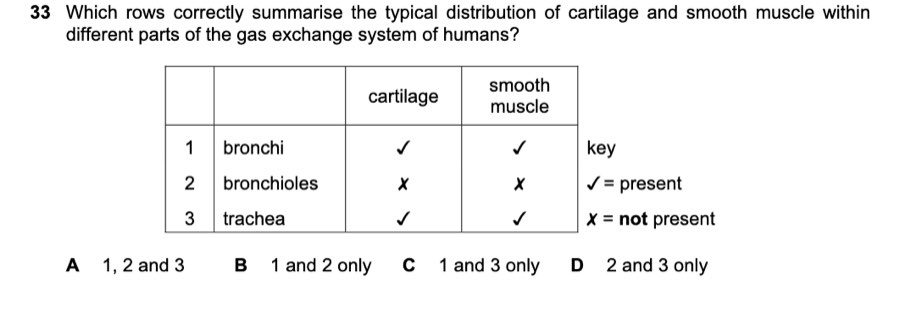 33 Which rows correctly summarise the typical distribution of cartilage and smooth muscle within
different parts of the gas exchange system of humans?
cartilage smooth
muscle
1 bronchi ✓ ✓ key
2 bronchioles ✗ ✗ ✓ = present
3 trachea ✓ ✓ ✗ = not present
A 1, 2 and 3 B 1 and 2 only C 1 and 3 only D 2 and 3 only